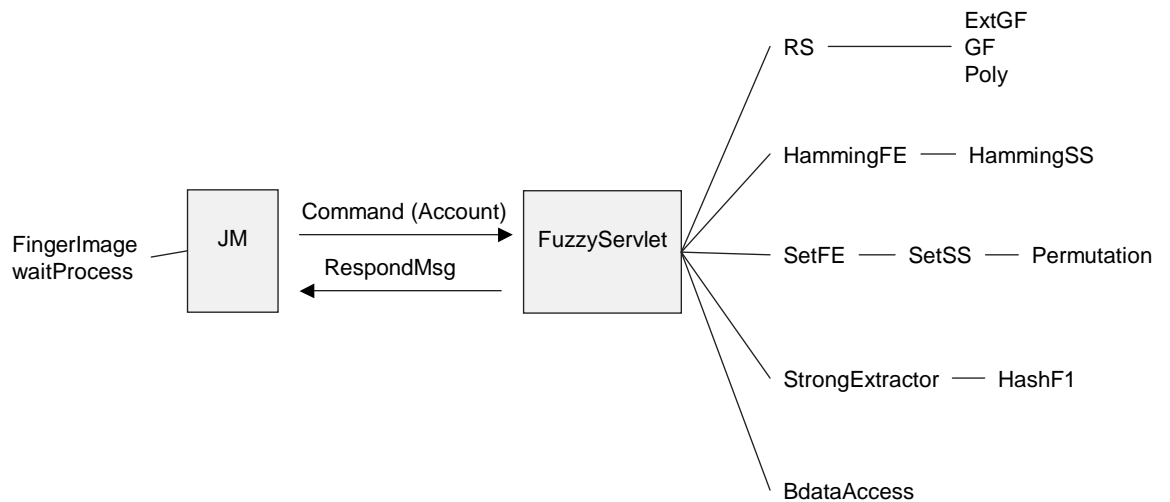 ExtGF
RS GF
Poly
HammingFE HammingSS
Command (Account)
JM FuzzyServlet
FingerImage
waitProcess
RespondMsg
SetFE SetSS Permutation
StrongExtractor HashF1
BdataAccess